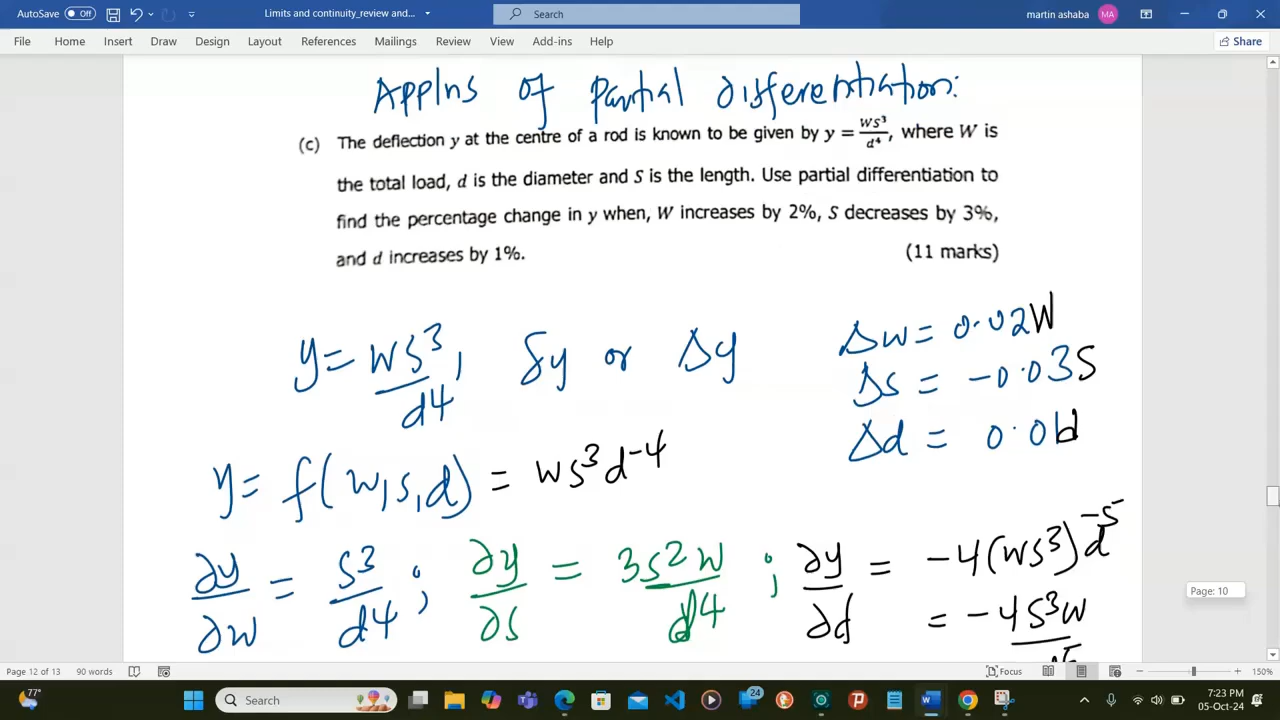 AutoSave Off Limits and continuity_review and... Search martin ashaba MA
File Home Insert Draw Design Layout References Mailings Review View Add-ins Help Share
Applns of Partial differentiation:
(c) The deflection y at the centre of a rod is known to be given by y = WS³/d⁴, where W is
the total load, d is the diameter and S is the length. Use partial differentiation to
find the percentage change in y when, W increases by 2%, S decreases by 3%,
and d increases by 1%. (11 marks)
y = WS³/d4, δy or Δy
Δw = 0.02W
Δs = -0.03S
Δd = 0.01d
y = f(w,s,d) = ws³d⁻⁴
∂y/∂w = s³/d4 ; ∂y/∂s = 3s²w/d4 ; ∂y/∂d = -4(ws³)d⁻⁵
= -4s³w
Page: 10
Page 12 of 13 90 words Focus 150%
77° Search 24 7:23 PM
05-Oct-24